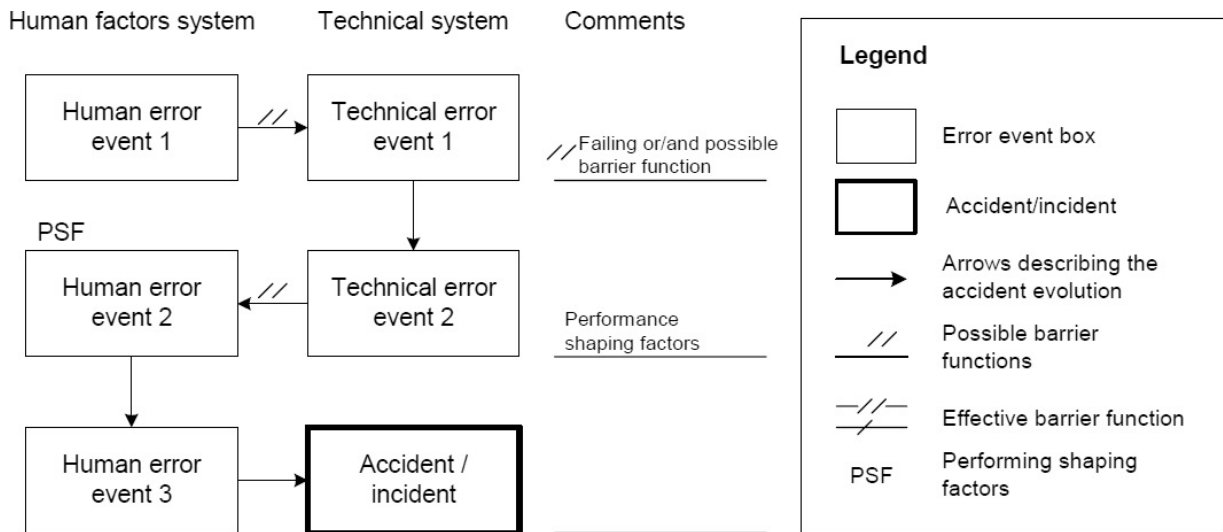 Human factors system
Technical system
Comments
Human error
event 1
Technical error
event 1
Failing or/and possible
barrier function
PSF
Human error
event 2
Technical error
event 2
Performance
shaping factors
Human error
event 3
Accident /
incident
Legend
Error event box
Accident/incident
Arrows describing the
accident evolution
Possible barrier
functions
Effective barrier function
PSF
Performing shaping
factors